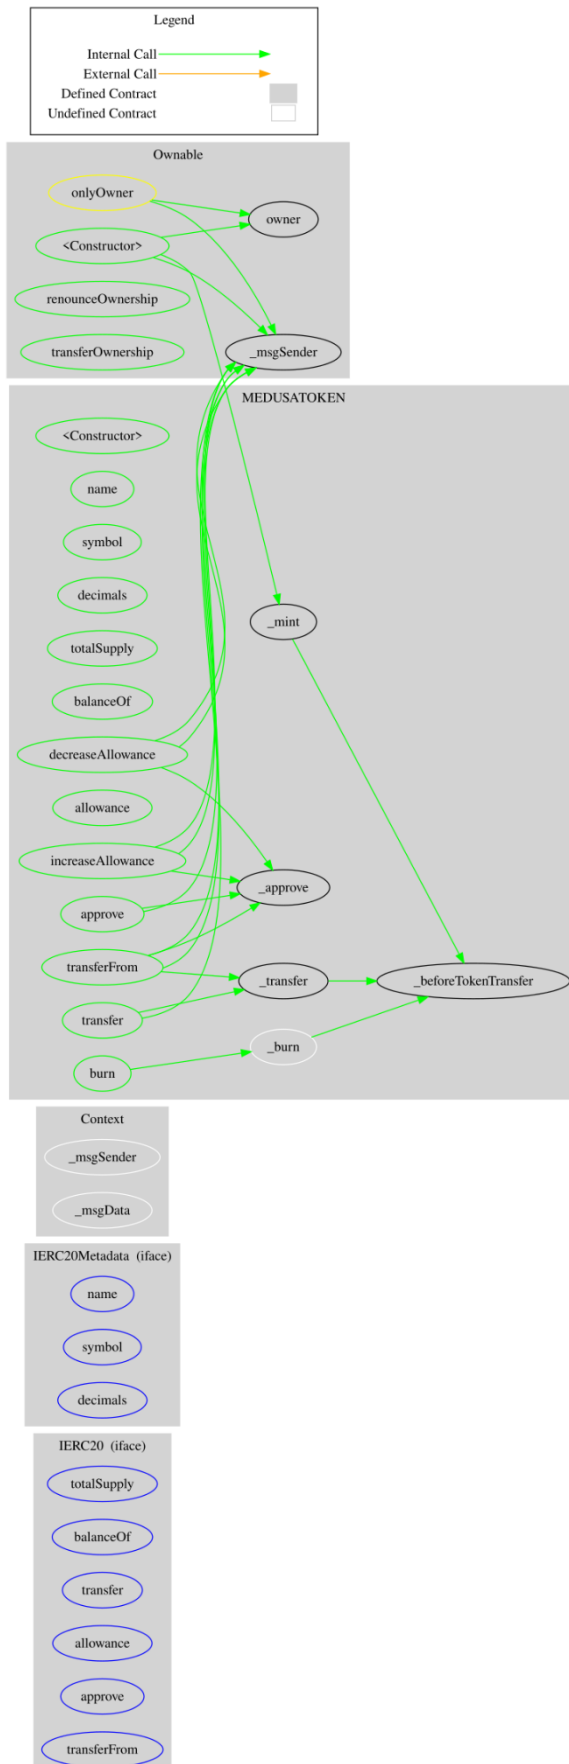 Legend
Internal Call
External Call
Defined Contract
Undefined Contract
Ownable
onlyOwner
owner
<Constructor>
renounceOwnership
transferOwnership
_msgSender
MEDUSATOKEN
<Constructor>
name
symbol
decimals
_mint
totalSupply
balanceOf
decreaseAllowance
allowance
increaseAllowance
_approve
approve
transferFrom
_transfer
_beforeTokenTransfer
transfer
_burn
burn
Context
_msgSender
_msgData
IERC20Metadata (iface)
name
symbol
decimals
IERC20 (iface)
totalSupply
balanceOf
transfer
allowance
approve
transferFrom